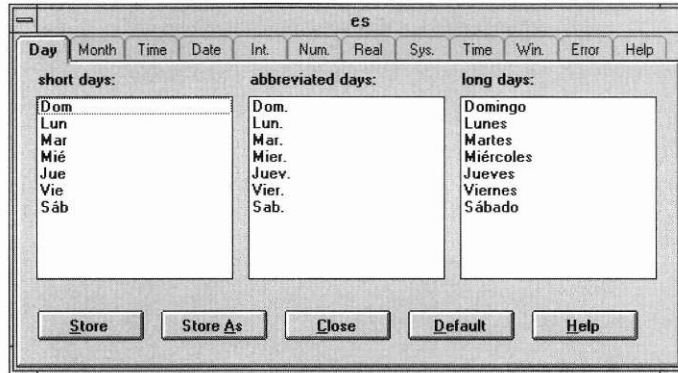 es
Day Month Time Date Int. Num. Real Sys. Time Win. Error Help
short days: abbreviated days: long days:
Dom Dom. Domingo
Lun Lun. Lunes
Mar Mar. Martes
Mié Mier. Miércoles
Jue Juev. Jueves
Vie Vier. Viernes
Sáb Sab. Sábado
Store Store As Close Default Help